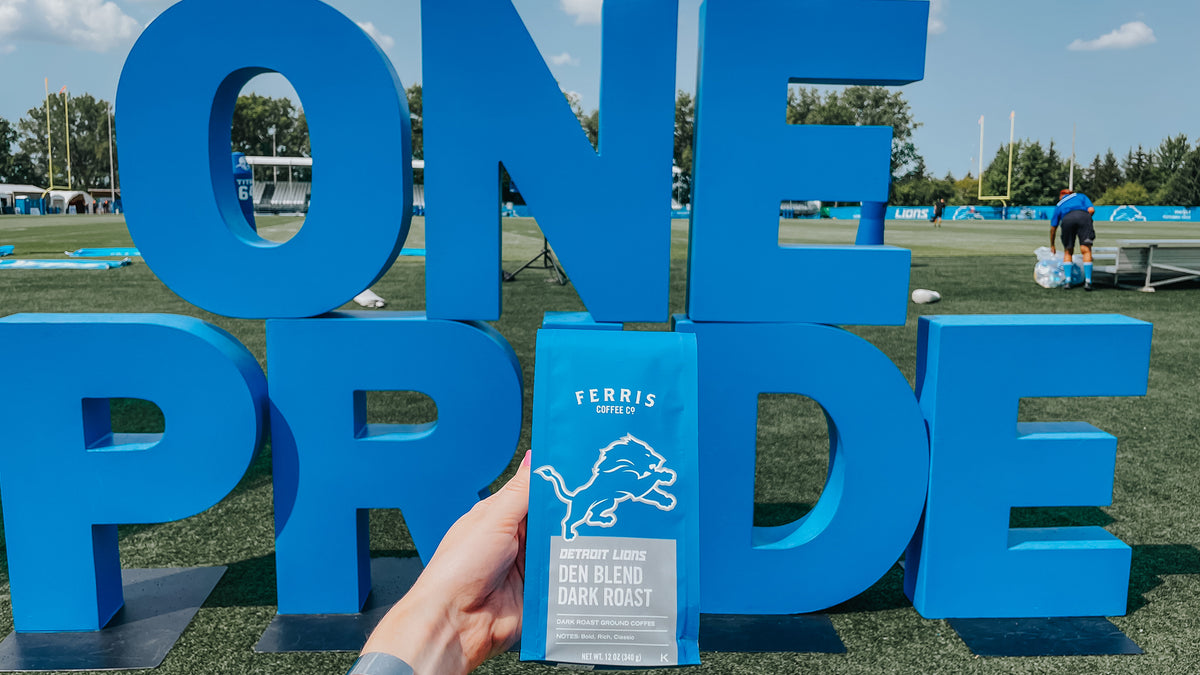 ONE
PRDE
LIONS
FERRIS
COFFEE CO
DETROIT LIONS
DEN BLEND
DARK ROAST
DARK ROAST GROUND COFFEE
NOTES: Bold, Rich, Classic
NET WT. 12 OZ (340 g)
K